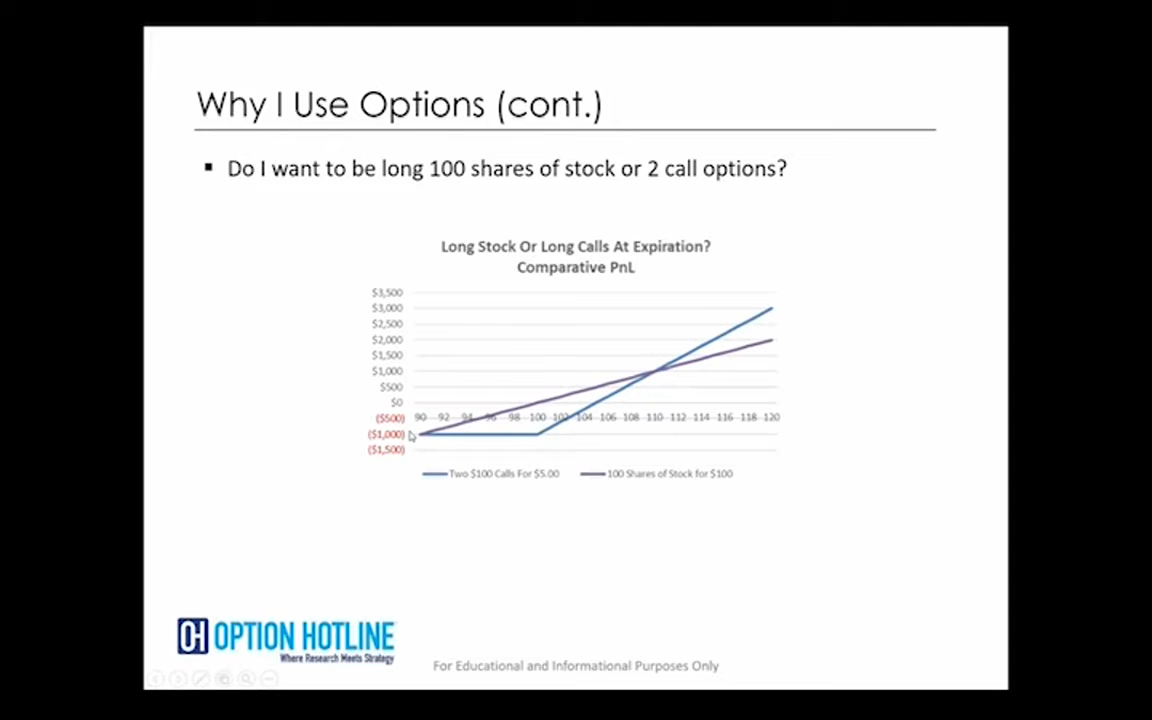 Why I Use Options (cont.)
▪ Do I want to be long 100 shares of stock or 2 call options?
Long Stock Or Long Calls At Expiration?
Comparative PnL
$3,500
$3,000
$2,500
$2,000
$1,500
$1,000
$500
$0
($500) 90 92 94 96 98 100 102 104 106 108 110 112 114 116 118 120
($1,000)
($1,500)
Two $100 Calls For $5.00 100 Shares of Stock for $100
OH OPTION HOTLINE
Where Research Meets Strategy
For Educational and Informational Purposes Only